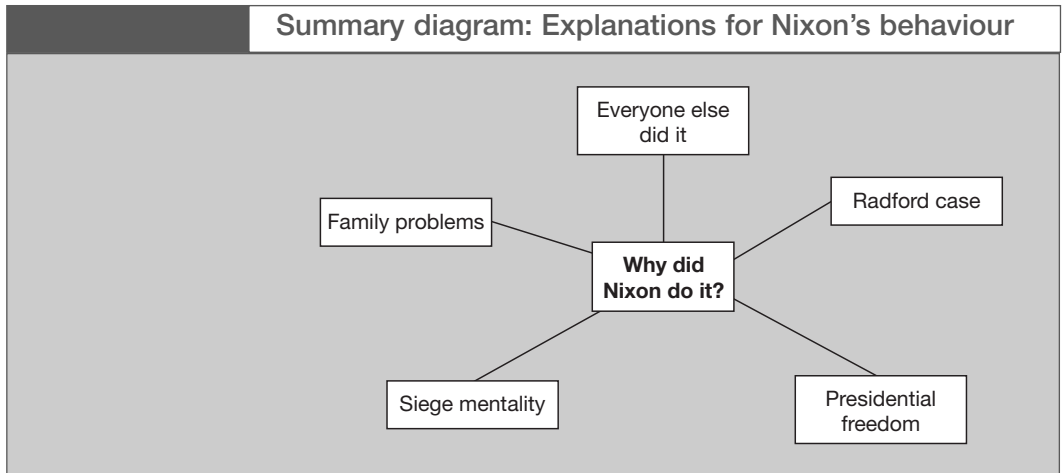 Summary diagram: Explanations for Nixon's behaviour
Everyone else
did it
Radford case
Family problems
Why did
Nixon do it?
Siege mentality
Presidential
freedom